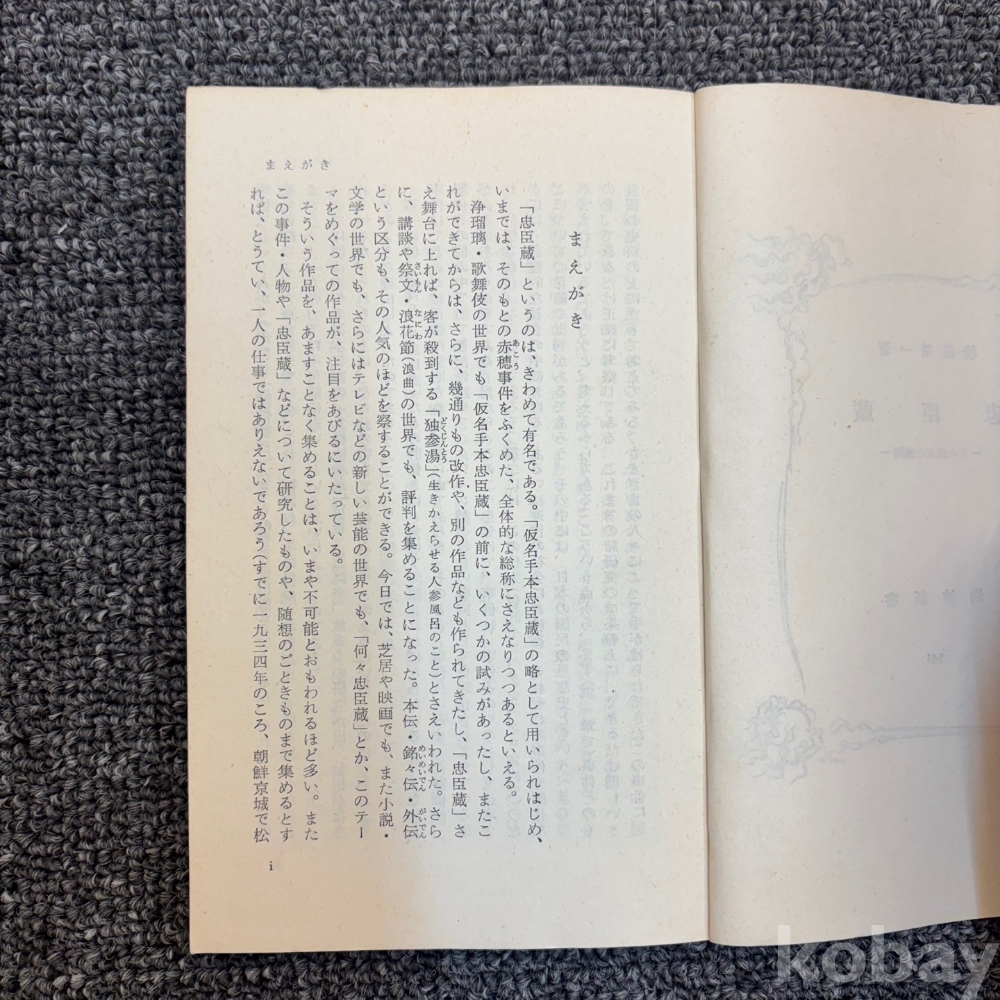 まえがき
まえがき
「忠臣蔵」というのは、きわめて有名である。「仮名手本忠臣蔵」の略として用いられはじめ、
いまでは、そのもとの赤穂事件をふくめた、全体的な総称にさえなりつつあるといえる。
浄瑠璃・歌舞伎の世界でも「仮名手本忠臣蔵」の前に、いくつかの試みがあったし、またこ
れができてからは、さらに、幾通りもの改作や、別の作品なども作られてきたし、「忠臣蔵」さ
え舞台に上れば、客が殺到する「独参湯」(生きかえらせる人参風呂のこと)とさえいわれた。さら
に、講談や祭文・浪花節(浪曲)の世界でも、評判を集めることになった。本伝・銘々伝・外伝
という区分も、その人気のほどを察することができる。今日では、芝居や映画でも、また小説・
文学の世界でも、さらにはテレビなどの新しい芸能の世界でも、「何々忠臣蔵」とか、このテー
マをめぐっての作品が、注目をあびるにいたっている。
そういう作品を、あますことなく集めることは、いまや不可能とおもわれるほど多い。また
この事件・人物や「忠臣蔵」などについて研究したものや、随想のごときものまで集めるとす
れば、とうてい、一人の仕事ではありえないであろう(すでに一九三四年のころ、朝鮮京城で松
i
忠臣蔵
kobay